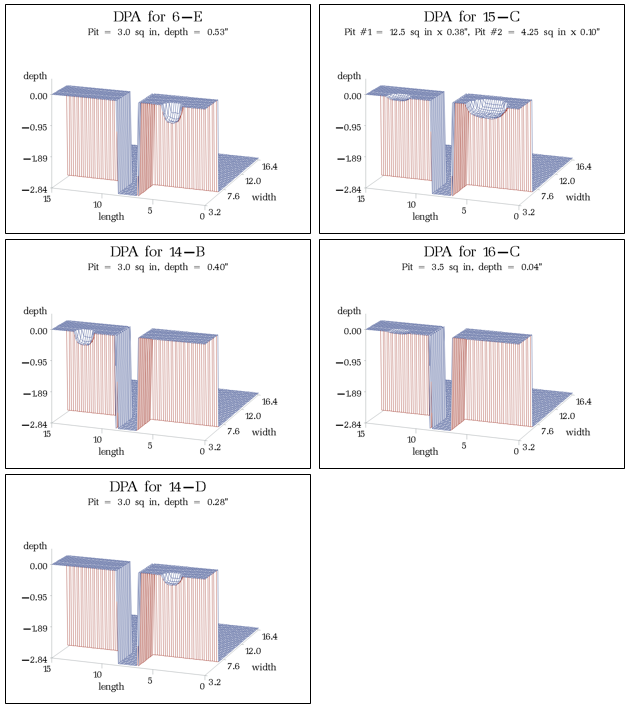 DPA for 6−E
Pit = 3.0 sq in, depth = 0.53"
depth
0.00
−0.95
−1.89
−2.84
15
10
5
0
length
3.2
7.6
12.0
16.4
width
DPA for 15−C
Pit #1 = 12.5 sq in x 0.38", Pit #2 = 4.25 sq in x 0.10"
depth
0.00
−0.95
−1.89
−2.84
15
10
5
0
length
3.2
7.6
12.0
16.4
width
DPA for 14−B
Pit = 3.0 sq in, depth = 0.40"
depth
0.00
−0.95
−1.89
−2.84
15
10
5
0
length
3.2
7.6
12.0
16.4
width
DPA for 16−C
Pit = 3.5 sq in, depth = 0.04"
depth
0.00
−0.95
−1.89
−2.84
15
10
5
0
length
3.2
7.6
12.0
16.4
width
DPA for 14−D
Pit = 3.0 sq in, depth = 0.28"
depth
0.00
−0.95
−1.89
−2.84
15
10
5
0
length
3.2
7.6
12.0
16.4
width